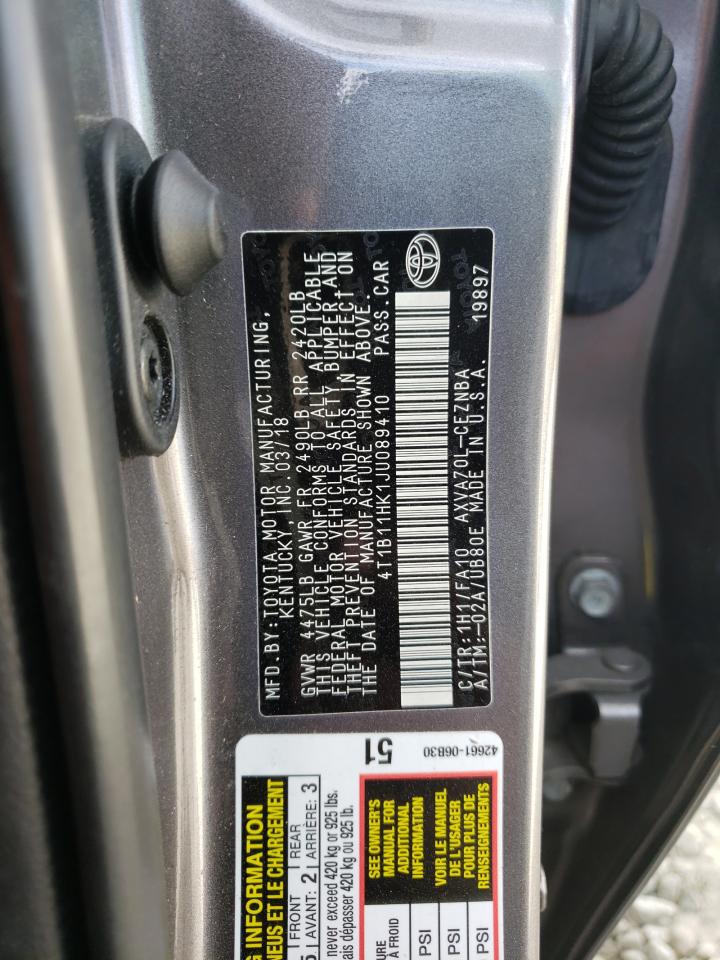 MFD.BY:TOYOTA MOTOR MANUFACTURING,
KENTUCKY, INC.03/18
GVWR 4475LB GAWR FR 2490LB RR 2420LB
THIS VEHICLE CONFORMS TO ALL APPLICABLE
FEDERAL MOTOR VEHICLE SAFETY, BUMPER AND
THEFT PREVENTION STANDARDS IN EFFECT ON
THE DATE OF MANUFACTURE SHOWN ABOVE.
4T1B11HK1JU089410 PASS.CAR
C/TR:1H1/FA10 AXVA70L-CEZNBA
A/TM:-02A/UB80E MADE IN U.S.A. 19897
G INFORMATION
NEUS ET LE CHARGEMENT
5 FRONT AVANT: 2 REAR ARRIÈRE: 3
never exceed 420 kg or 925 lbs.
ais dépasser 420 kg ou 925 lb.
51
42661-06B30
SEE OWNER'S
MANUAL FOR
ADDITIONAL
INFORMATION
VOIR LE MANUEL
DE L'USAGER
POUR PLUS DE
RENSEIGNEMENTS
URE
À FROID
PSI
PSI
PSI